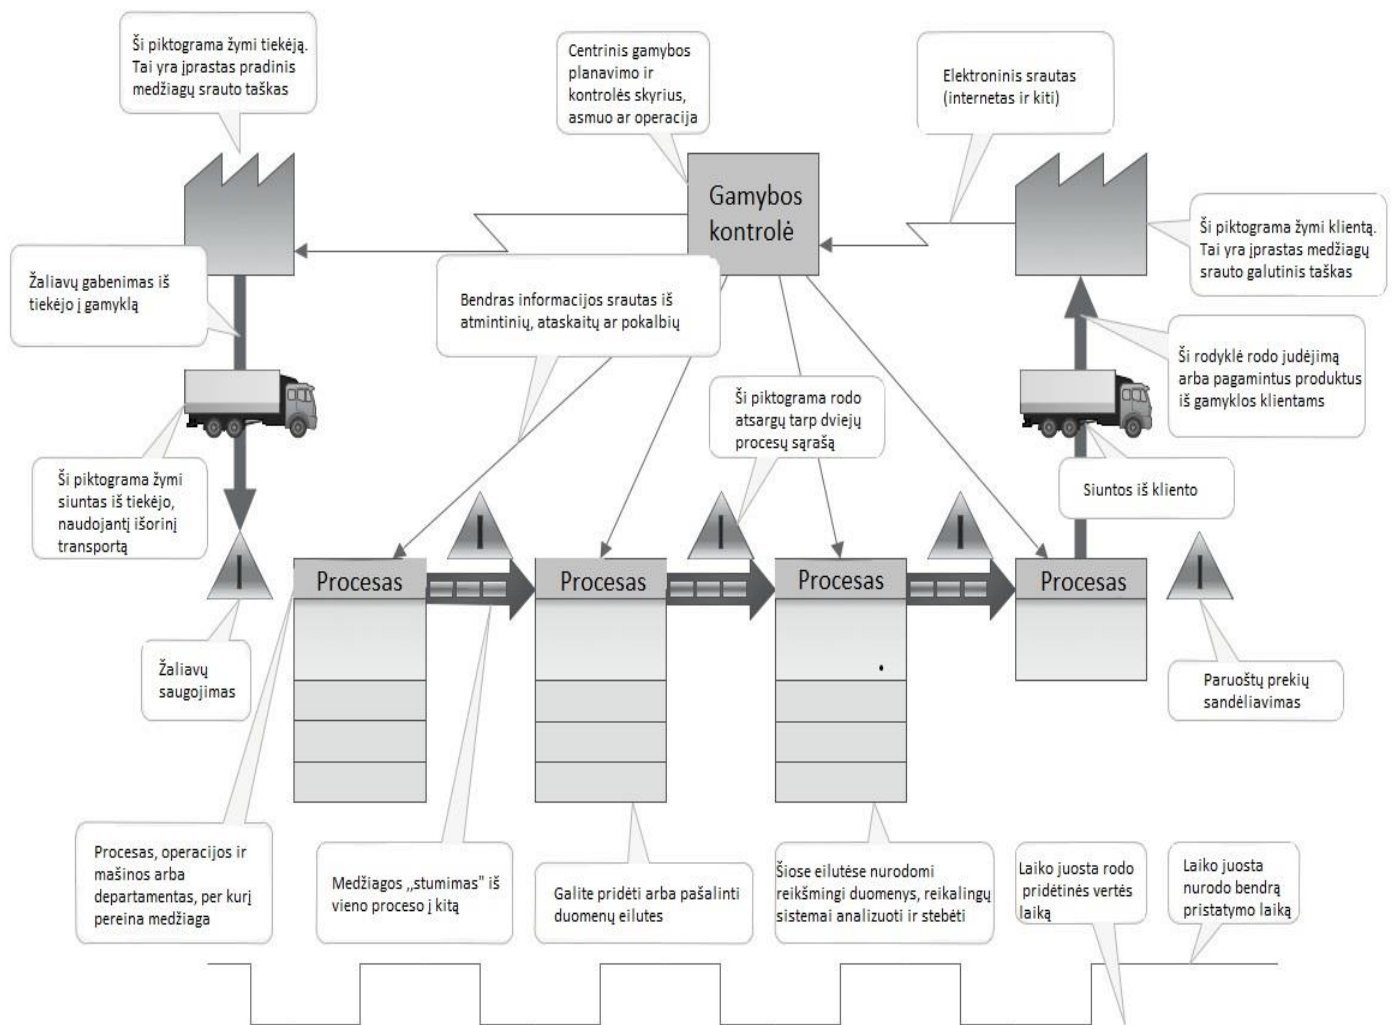 Ši piktograma žymi tiekėją.
Tai yra įprastas pradinis
medžiagų srauto taškas
Centrinis gamybos
planavimo ir
kontrolės skyrius,
asmuo ar operacija
Elektroninis srautas
(internetas ir kiti)
Gamybos
kontrolė
Ši piktograma žymi klientą.
Tai yra įprastas medžiagų
srauto galutinis taškas
Žaliavų gabenimas iš
tiekėjo į gamyklą
Bendras informacijos srautas iš
atmintinių, ataskaitų ar pokalbių
Ši rodyklė rodo judėjimą
arba pagamintus produktus
iš gamyklos klientams
Ši piktograma rodo
atsargų tarp dviejų
procesų sąrašą
Ši piktograma žymi
siuntas iš tiekėjo,
naudojantį išorinį
transportą
Siuntos iš kliento
I
I
I
I
I
Procesas
Procesas
Procesas
Procesas
Žaliavų
saugojimas
Paruoštų prekių
sandėliavimas
Procesas, operacijos ir
mašinos arba
departamentas, per kurį
pereina medžiaga
Medžiagos ,,stumimas" iš
vieno proceso į kitą
Galite pridėti arba pašalinti
duomenų eilutes
Šiose eilutėse nurodomi
reikšmingi duomenys, reikalingų
sistemai analizuoti ir stebėti
Laiko juosta rodo
pridėtinės vertės
laiką
Laiko juosta
nurodo bendrą
pristatymo laiką